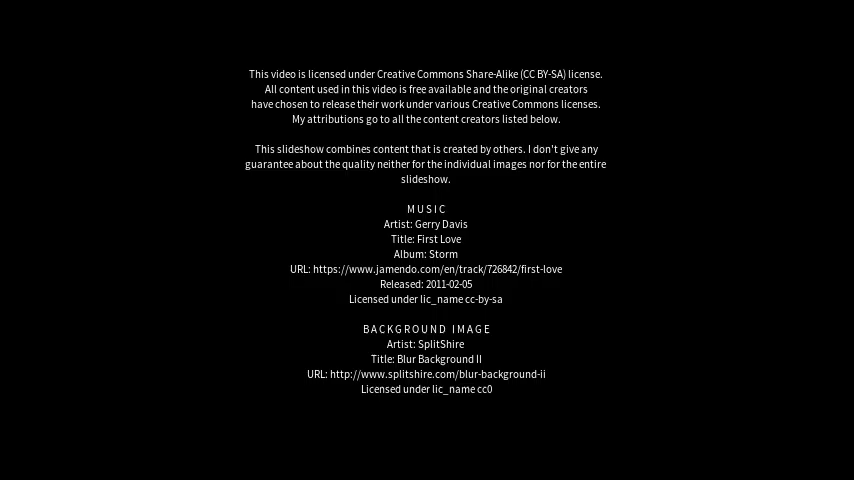 This video is licensed under Creative Commons Share-Alike (CC BY-SA) license.
All content used in this video is free available and the original creators
have chosen to release their work under various Creative Commons licenses.
My attributions go to all the content creators listed below.
This slideshow combines content that is created by others. I don't give any
guarantee about the quality neither for the individual images nor for the entire
slideshow.
MUSIC
Artist: Gerry Davis
Title: First Love
Album: Storm
URL: https://www.jamendo.com/en/track/726842/first-love
Released: 2011-02-05
Licensed under lic_name cc-by-sa
BACKGROUND IMAGE
Artist: SplitShire
Title: Blur Background II
URL: http://www.splitshire.com/blur-background-ii
Licensed under lic_name cc0